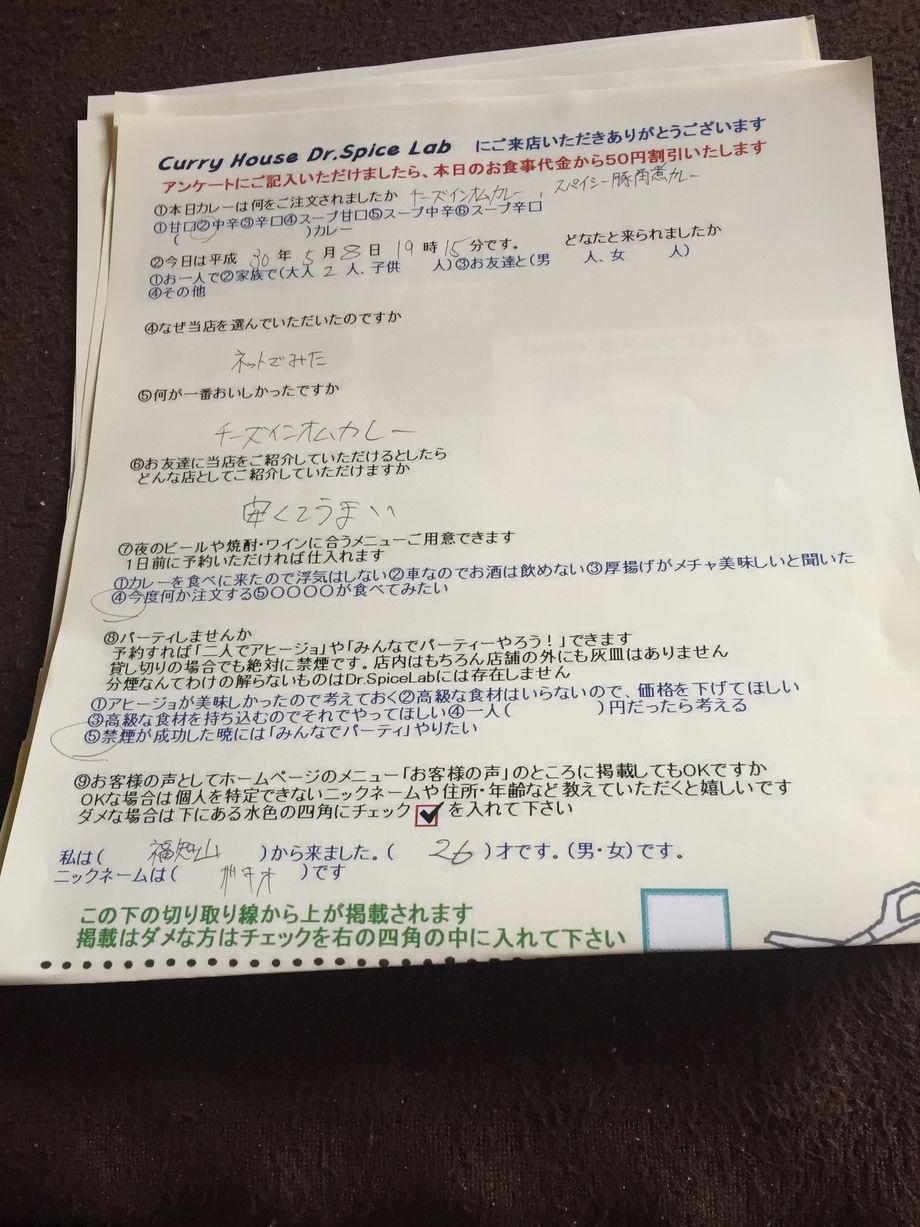 Curry House Dr.Spice Lab にご来店いただきありがとうございます
アンケートにご記入いただけましたら、本日のお食事代金から50円割引いたします
①本日カレーは何をご注文されましたか チーズインオムカレー、スパイシー豚角煮カレー
①甘口②中辛③辛口④スープ甘口⑤スープ中辛⑥スープ辛口
( )カレー
②今日は平成 30 年 5 月 8 日 19 時 15 分です。 どなたと来られましたか
①お一人で②家族で(大人 2 人、子供 人)③お友達と(男 人、女 人)
④その他
④なぜ当店を選んでいただいたのですか
ネットでみた
⑤何が一番おいしかったですか
チーズインオムカレー
⑥お友達に当店をご紹介していただけるとしたら
どんな店としてご紹介していただけますか
安くてうまい
⑦夜のビールや焼酎・ワインに合うメニューご用意できます
1日前に予約いただければ仕入れます
①カレーを食べに来たので浮気はしない②車なのでお酒は飲めない③厚揚げがメチャ美味しいと聞いた
④今度何か注文する⑤〇〇〇〇が食べてみたい
⑧パーティしませんか
予約すれば「二人でアヒージョ」や「みんなでパーティーやろう!」できます
貸し切りの場合でも絶対に禁煙です。店内はもちろん店舗の外にも灰皿はありません
分煙なんてわけの解らないものはDr.SpiceLabには存在しません
①アヒージョが美味しかったので考えておく②高級な食材はいらないので、価格を下げてほしい
③高級な食材を持ち込むのでそれでやってほしい④一人( )円だったら考える
⑤禁煙が成功した暁には「みんなでパーティ」やりたい
⑨お客様の声としてホームページのメニュー「お客様の声」のところに掲載してもOKですか
OKな場合は個人を特定できないニックネームや住所・年齢など教えていただくと嬉しいです
ダメな場合は下にある水色の四角にチェック を入れて下さい
私は( 福知山 )から来ました。( 26 )才です。(男・女)です。
ニックネームは( )です
この下の切り取り線から上が掲載されます
掲載はダメな方はチェックを右の四角の中に入れて下さい